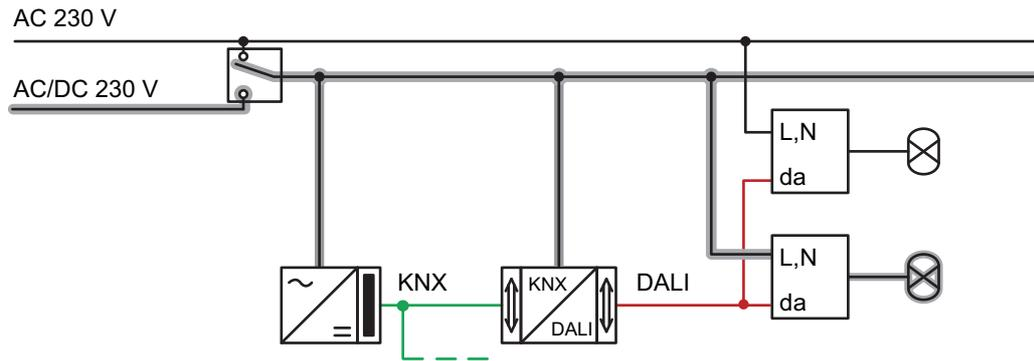 AC 230 V
AC/DC 230 V
L,N
da
L,N
da
KNX
KNX
DALI
DALI